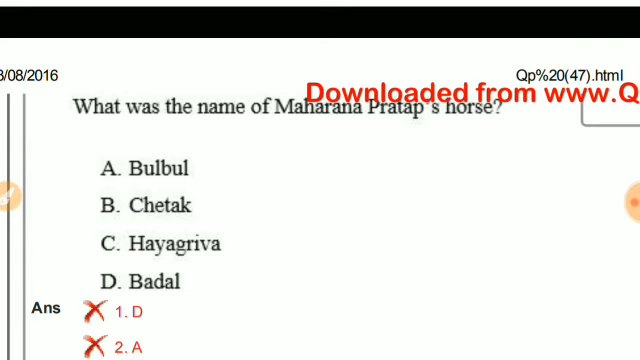 3/08/2016 Qp%20(47).html
Downloaded from www.Q
What was the name of Maharana Pratap's horse?
A. Bulbul
B. Chetak
C. Hayagriva
D. Badal
Ans 1. D
2. A